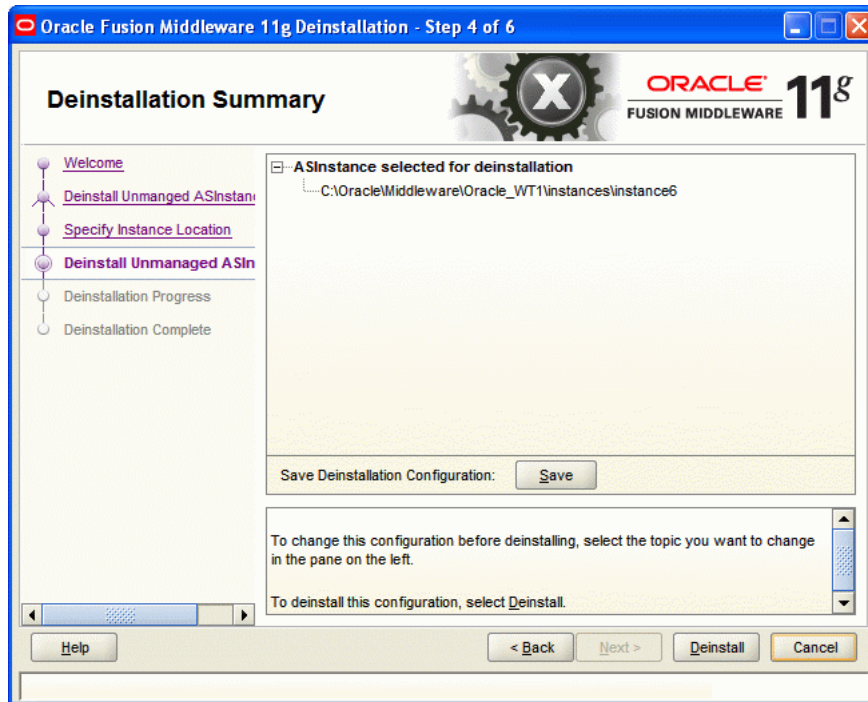 Oracle Fusion Middleware 11g Deinstallation - Step 4 of 6
Deinstallation Summary
ORACLE
FUSION MIDDLEWARE
11g
Welcome
Deinstall Unmanged ASInstan
Specify Instance Location
Deinstall Unmanaged ASIn
Deinstallation Progress
Deinstallation Complete
ASInstance selected for deinstallation
C:\Oracle\Middleware\Oracle_WT1\instances\instance6
Save Deinstallation Configuration:
Save
To change this configuration before deinstalling, select the topic you want to change
in the pane on the left.
To deinstall this configuration, select Deinstall.
Help
< Back
Next >
Deinstall
Cancel